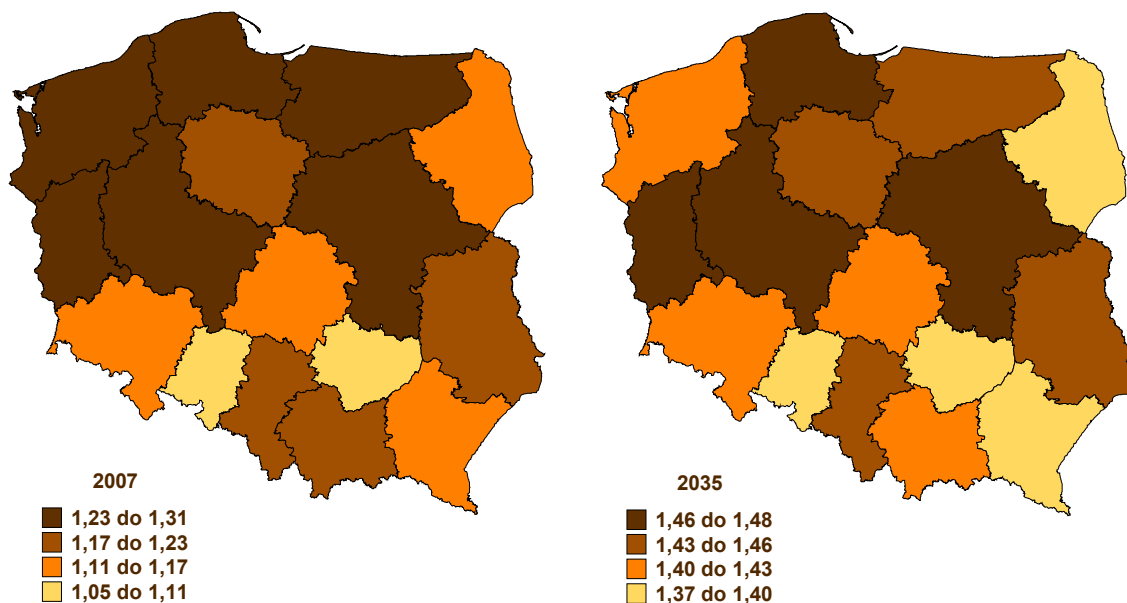 2007
1,23 do 1,31
1,17 do 1,23
1,11 do 1,17
1,05 do 1,11
2035
1,46 do 1,48
1,43 do 1,46
1,40 do 1,43
1,37 do 1,40